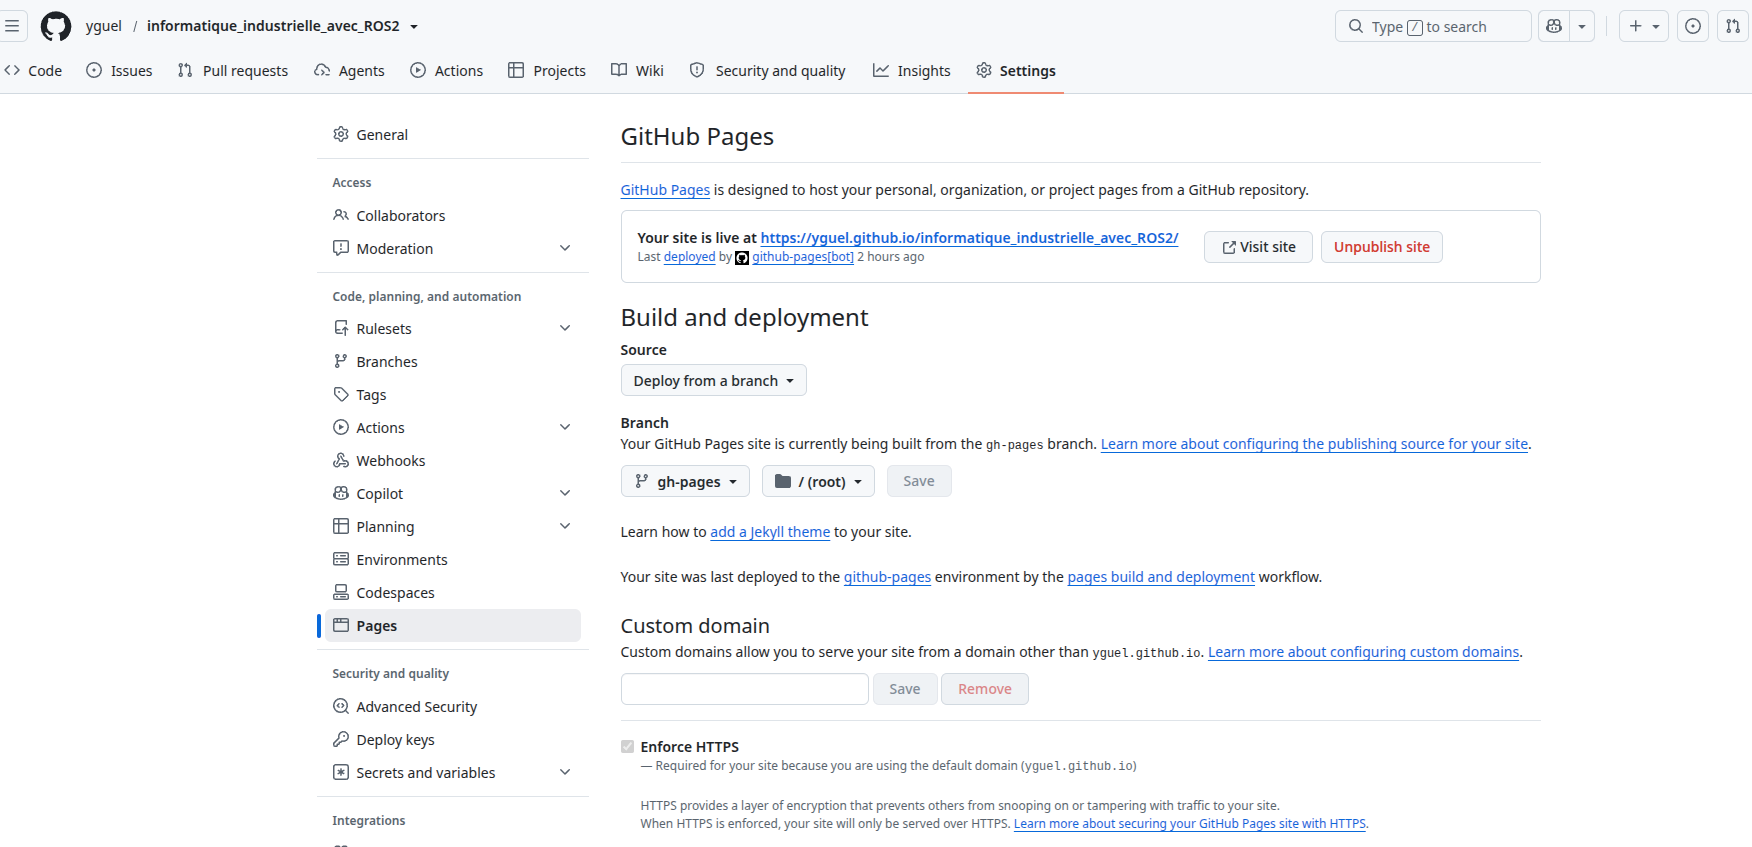 yguel / informatique_industrielle_avec_ROS2
Type / to search
Code Issues Pull requests Agents Actions Projects Wiki Security and quality Insights Settings
General
Access
Collaborators
Moderation
Code, planning, and automation
Rulesets
Branches
Tags
Actions
Webhooks
Copilot
Planning
Environments
Codespaces
Pages
Security and quality
Advanced Security
Deploy keys
Secrets and variables
Integrations
GitHub Pages
GitHub Pages is designed to host your personal, organization, or project pages from a GitHub repository.
Your site is live at https://yguel.github.io/informatique_industrielle_avec_ROS2/
Last deployed by github-pages[bot] 2 hours ago
Visit site
Unpublish site
Build and deployment
Source
Deploy from a branch
Branch
Your GitHub Pages site is currently being built from the gh-pages branch. Learn more about configuring the publishing source for your site.
gh-pages / (root) Save
Learn how to add a Jekyll theme to your site.
Your site was last deployed to the github-pages environment by the pages build and deployment workflow.
Custom domain
Custom domains allow you to serve your site from a domain other than yguel.github.io. Learn more about configuring custom domains.
Save Remove
Enforce HTTPS
— Required for your site because you are using the default domain (yguel.github.io)
HTTPS provides a layer of encryption that prevents others from snooping on or tampering with traffic to your site.
When HTTPS is enforced, your site will only be served over HTTPS. Learn more about securing your GitHub Pages site with HTTPS.